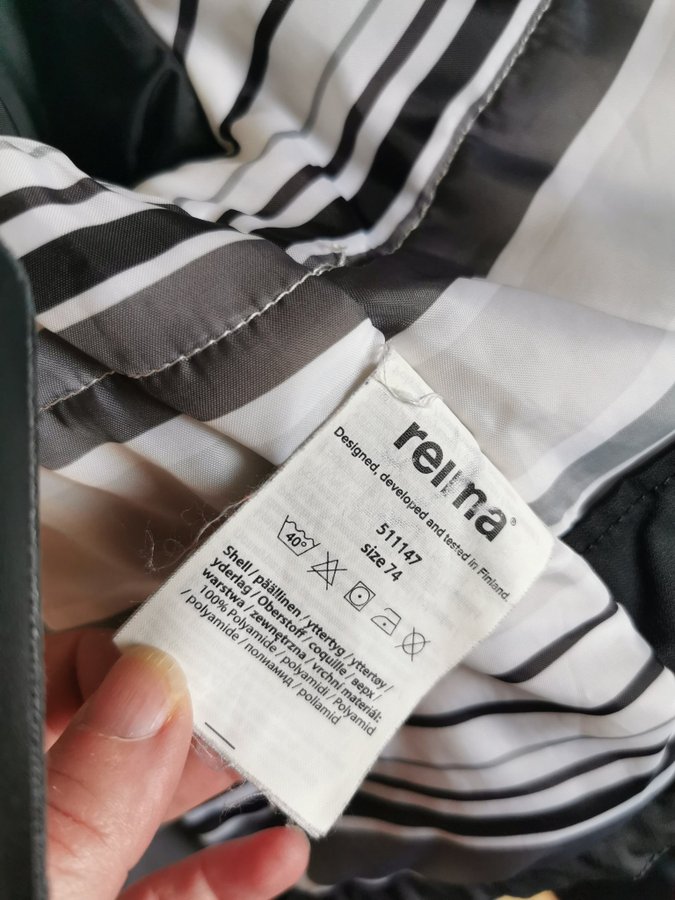 reima®
Designed, developed and tested in Finland.
511147
size 74
40°
Shell / päällinen / yttertyg / yttertøy /
yderlag / Oberstoff / coquille / верх /
warstwa / zewnętrzna / vrchní materiál:
100% Polyamide / polyamidi / Polyamid
/ polyamide / полиамид / poliamid